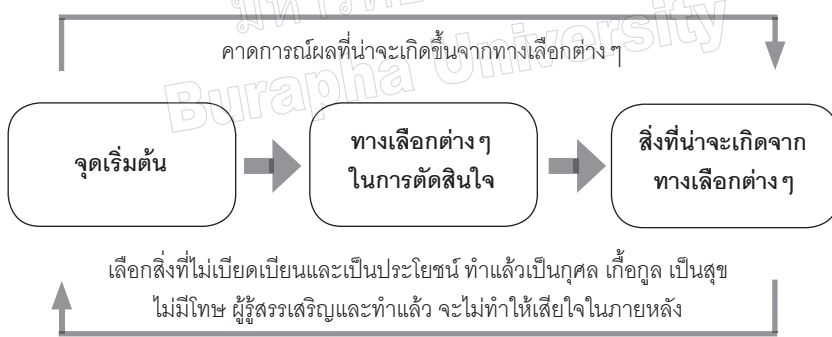 คาดการณ์ผลที่น่าจะเกิดขึ้นจากทางเลือกต่างๆ
Burapha University
จุดเริ่มต้น
ทางเลือกต่างๆ
ในการตัดสินใจ
สิ่งที่น่าจะเกิดจาก
ทางเลือกต่างๆ
เลือกสิ่งที่ไม่เบียดเบียนและเป็นประโยชน์ ทำแล้วเป็นกุศล เกื้อกูล เป็นสุข
ไม่มีโทษ ผู้รู้สรรเสริญและทำแล้ว จะไม่ทำให้เสียใจในภายหลัง